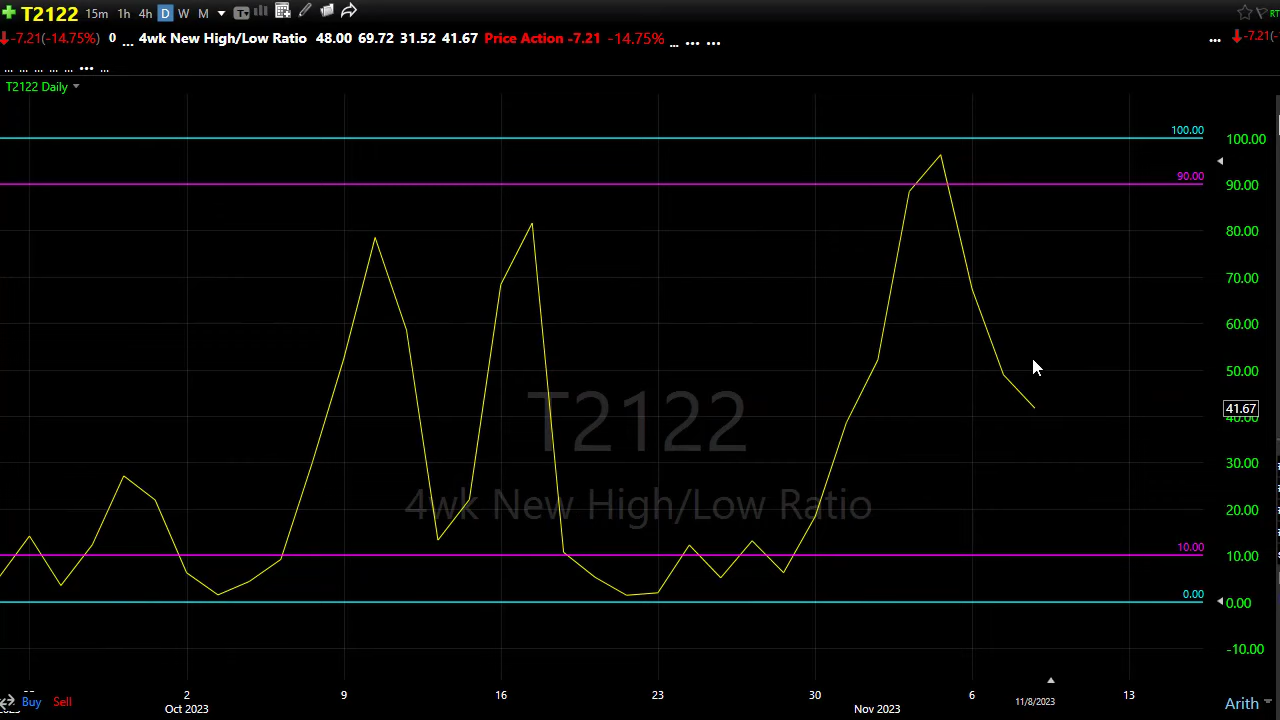 T2122 15m 1h 4h D W M T
-7.21(-14.75%) 0 ... 4wk New High/Low Ratio 48.00 69.72 31.52 41.67 Price Action -7.21 -14.75% ... ... ... ... -7.21(-
... ... ... ... ... ... ...
T2122 Daily
100.00
100.00
90.00
90.00
80.00
70.00
60.00
50.00
T2122
41.67
40.00
30.00
4wk New High/Low Ratio
20.00
10.00
10.00
0.00
0.00
-10.00
2 9 16 23 30 6 13
Buy Sell
Oct 2023 Nov 2023 11/8/2023 Arith